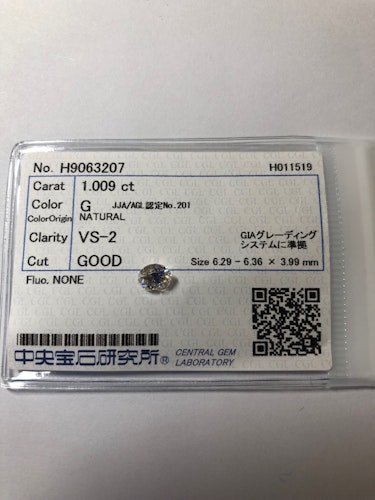 No. H9063207 H011519
Carat 1.009 ct
Color G JJA/AGL認定No.201
ColorOrigin NATURAL
Clarity VS-2 GIAグレーディング
システムに準拠
Cut GOOD Size 6.29 - 6.36 × 3.99 mm
Fluo. NONE
中央宝石研究所® CENTRAL GEM
LABORATORY